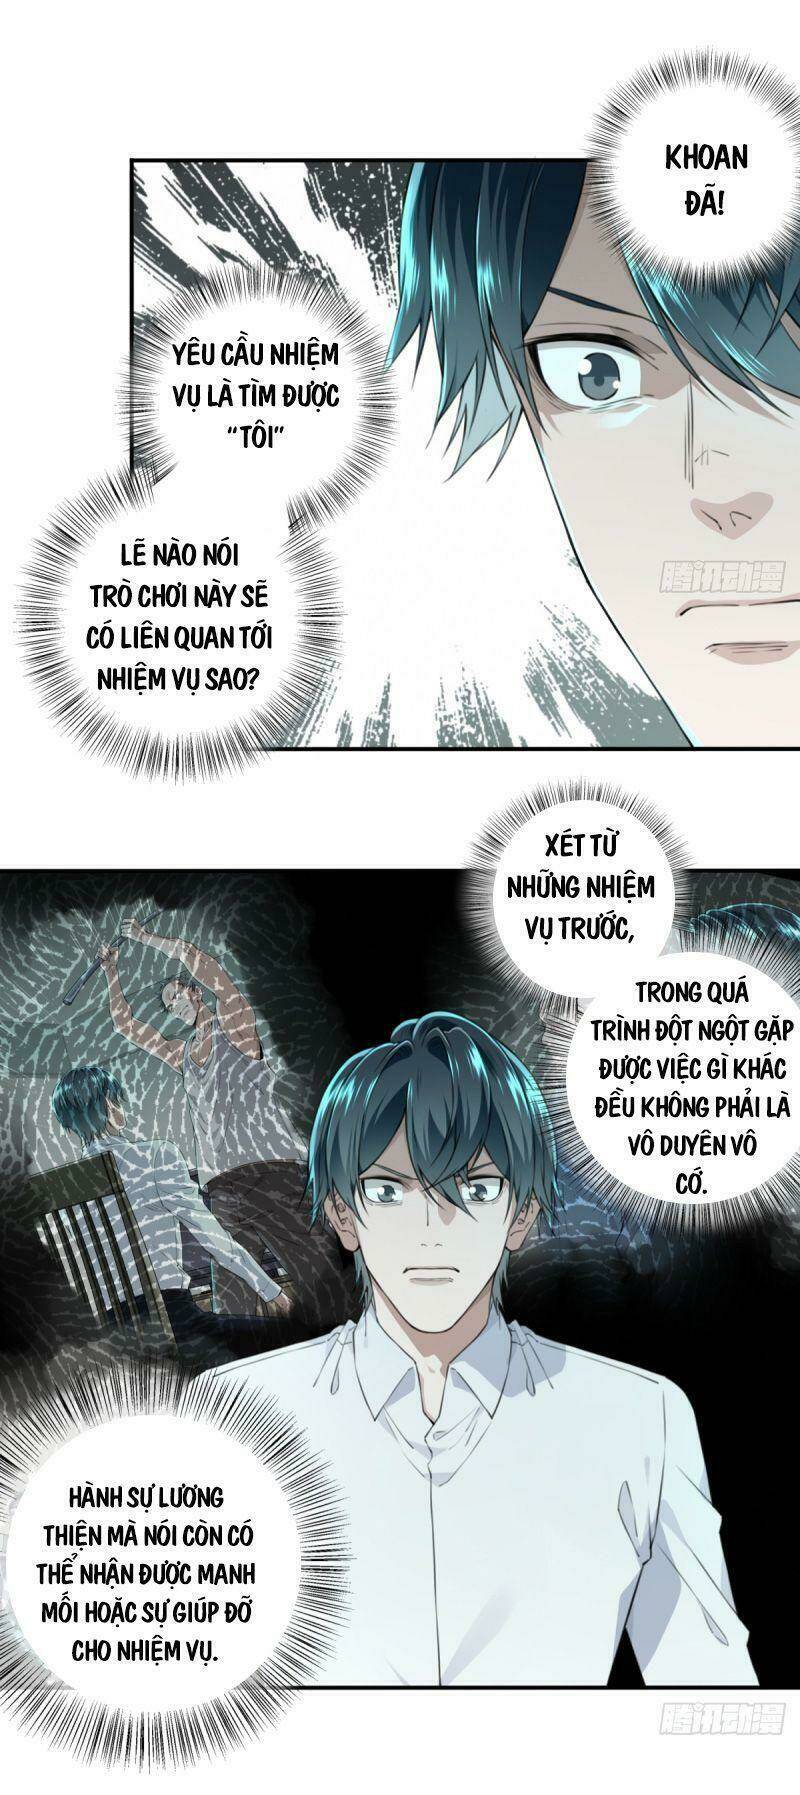 KHOAN
ĐÃ!
YÊU CẦU NHIỆM
VỤ LÀ TÌM ĐƯỢC
“TÔI”
LẼ NÀO NÓI
TRÒ CHƠI NÀY SẼ
CÓ LIÊN QUAN TỚI
NHIỆM VỤ SAO?
腾讯动漫
XÉT TỪ
NHỮNG NHIỆM
VỤ TRƯỚC,
TRONG QUÁ
TRÌNH ĐỘT NGỘT GẶP
ĐƯỢC VIỆC GÌ KHÁC
ĐỀU KHÔNG PHẢI LÀ
VÔ DUYÊN VÔ
CỚ.
HÀNH SỰ LƯƠNG
THIỆN MÀ NÓI CÒN CÓ
THỂ NHẬN ĐƯỢC MANH
MỐI HOẶC SỰ GIÚP ĐỠ
CHO NHIỆM VỤ.
腾讯动漫